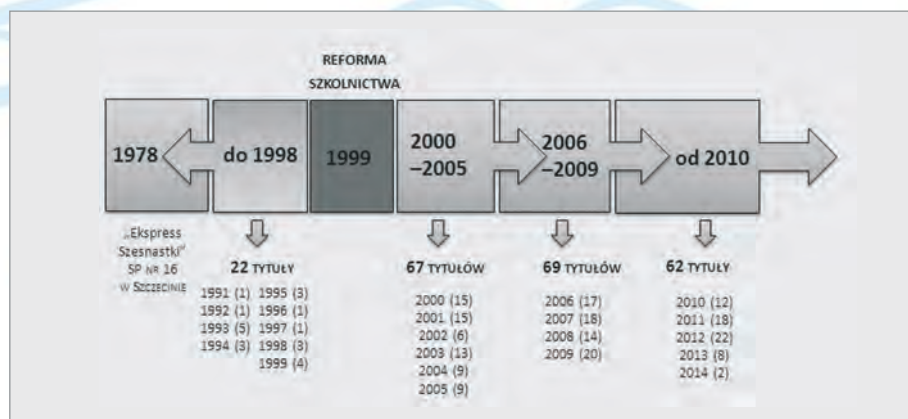 REFORMA
SZKOLNICTWA
1978
do 1998
1999
2000
–2005
2006
–2009
od 2010
„Ekspress
Szesnastki”
SP NR 16
W SZCZECINIE
22 TYTUŁY
1991 (1) 1995 (3)
1992 (1) 1996 (1)
1993 (5) 1997 (1)
1994 (3) 1998 (3)
1999 (4)
67 TYTUŁÓW
2000 (15)
2001 (15)
2002 (6)
2003 (13)
2004 (9)
2005 (9)
69 TYTUŁÓW
2006 (17)
2007 (18)
2008 (14)
2009 (20)
62 TYTUŁY
2010 (12)
2011 (18)
2012 (22)
2013 (8)
2014 (2)